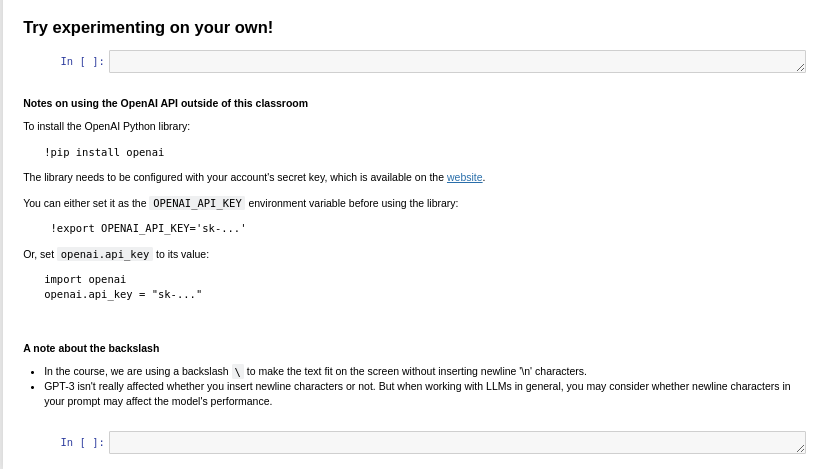 Try experimenting on your own!
In [ ]:
Notes on using the OpenAI API outside of this classroom
To install the OpenAI Python library:
!pip install openai
The library needs to be configured with your account's secret key, which is available on the website.
You can either set it as the OPENAI_API_KEY environment variable before using the library:
!export OPENAI_API_KEY='sk-...'
Or, set openai.api_key to its value:
import openai
openai.api_key = "sk-..."
A note about the backslash
• In the course, we are using a backslash \ to make the text fit on the screen without inserting newline '\n' characters.
• GPT-3 isn't really affected whether you insert newline characters or not. But when working with LLMs in general, you may consider whether newline characters in
your prompt may affect the model's performance.
In [ ]: